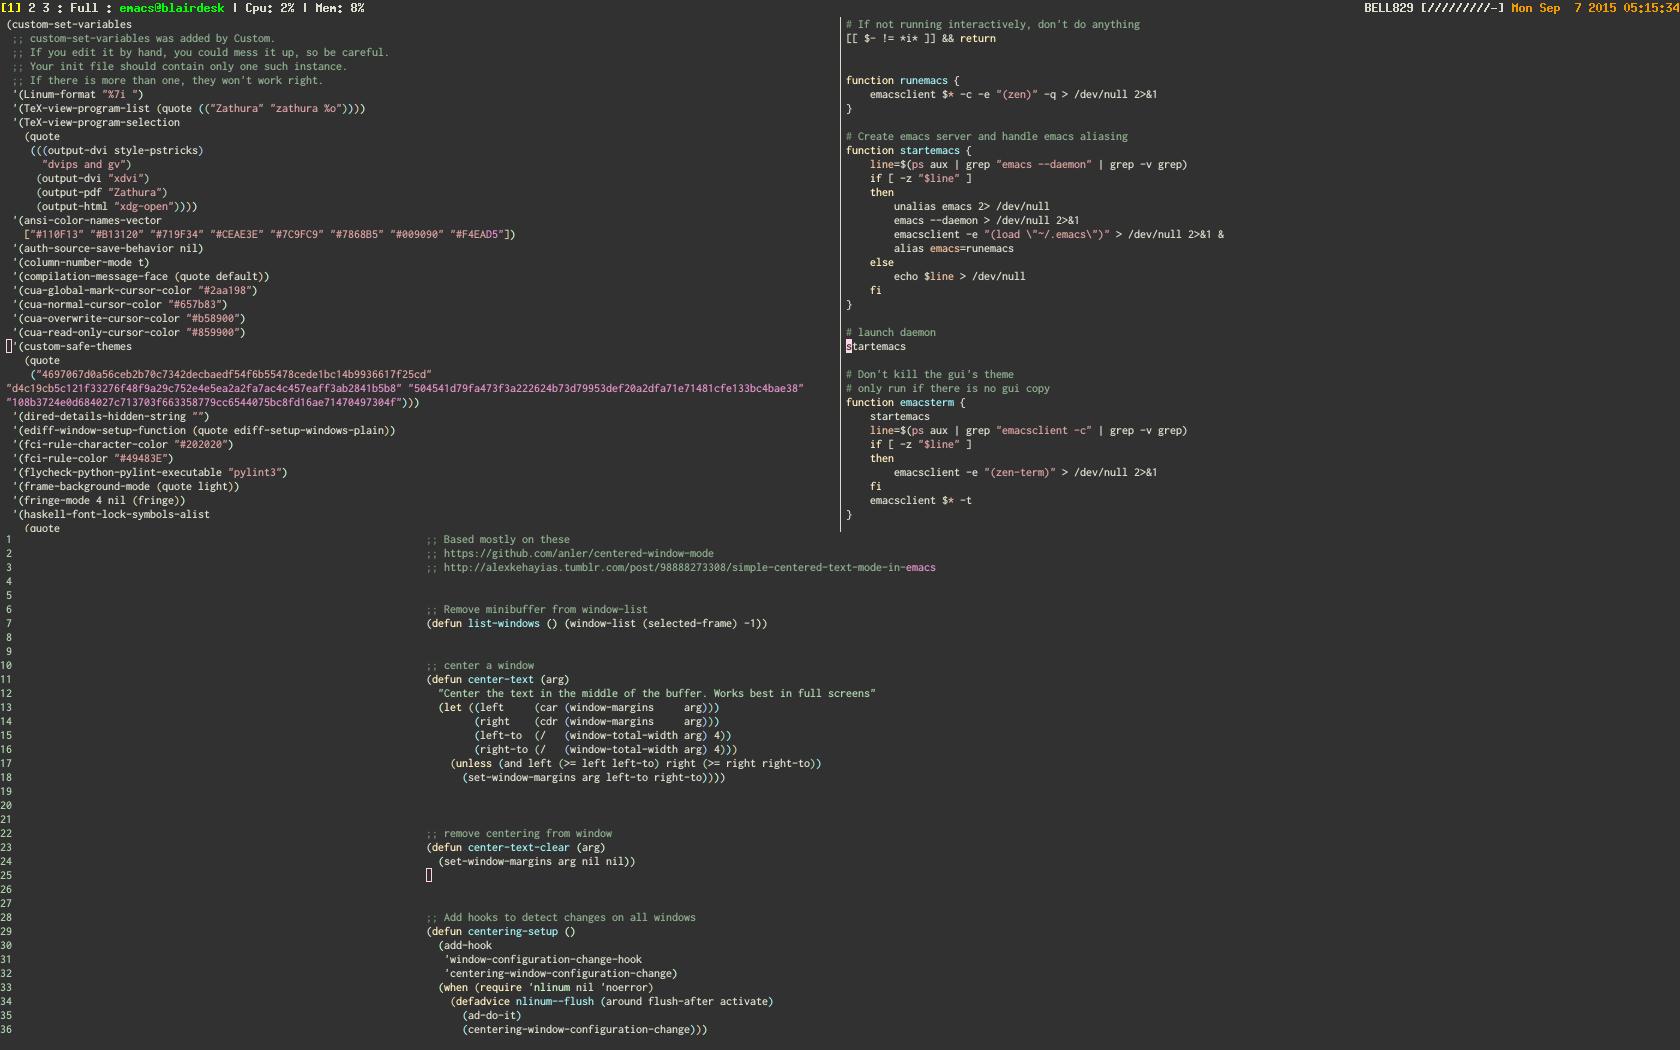 [1] 2 3 : Full : emacs@blairdesk | Cpu: 2% | Mem: 8%
BELL829 [/////////-] Mon Sep  7 2015 05:15:34
(custom-set-variables
 ;; custom-set-variables was added by Custom.
 ;; If you edit it by hand, you could mess it up, so be careful.
 ;; Your init file should contain only one such instance.
 ;; If there is more than one, they won't work right.
 '(Linum-format "%7i ")
 '(TeX-view-program-list (quote (("Zathura" "zathura %o"))))
 '(TeX-view-program-selection
   (quote
    (((output-dvi style-pstricks)
      "dvips and gv")
     (output-dvi "xdvi")
     (output-pdf "Zathura")
     (output-html "xdg-open"))))
 '(ansi-color-names-vector
   ["#110F13" "#B13120" "#719F34" "#CEAE3E" "#7C9FC9" "#7868B5" "#009090" "#F4EAD5"])
 '(auth-source-save-behavior nil)
 '(column-number-mode t)
 '(compilation-message-face (quote default))
 '(cua-global-mark-cursor-color "#2aa198")
 '(cua-normal-cursor-color "#657b83")
 '(cua-overwrite-cursor-color "#b58900")
 '(cua-read-only-cursor-color "#859900")
 '(custom-safe-themes
   (quote
    ("4697067d0a56ceb2b70c7342decbaedf54f6b55478cede1bc14b9936617f25cd"
"d4c19cb5c121f33276f48f9a29c752e4e5ea2a2fa7ac4c457eaff3ab2841b5b8" "504541d79fa473f3a222624b73d79953def20a2dfa71e71481cfe133bc4bae38"
"108b3724e0d684027c713703f663358779cc6544075bc8fd16ae71470497304f")))
 '(dired-details-hidden-string "")
 '(ediff-window-setup-function (quote ediff-setup-windows-plain))
 '(fci-rule-character-color "#202020")
 '(fci-rule-color "#49483E")
 '(flycheck-python-pylint-executable "pylint3")
 '(frame-background-mode (quote light))
 '(fringe-mode 4 nil (fringe))
 '(haskell-font-lock-symbols-alist
   (quote
# If not running interactively, don't do anything
[[ $- != *i* ]] && return
function runemacs {
    emacsclient $* -c -e "(zen)" -q > /dev/null 2>&1
}
# Create emacs server and handle emacs aliasing
function startemacs {
    line=$(ps aux | grep "emacs --daemon" | grep -v grep)
    if [ -z "$line" ]
    then
        unalias emacs 2> /dev/null
        emacs --daemon > /dev/null 2>&1
        emacsclient -e "(load \"~/.emacs\")" > /dev/null 2>&1 &
        alias emacs=runemacs
    else
        echo $line > /dev/null
    fi
}
# launch daemon
startemacs
# Don't kill the gui's theme
# only run if there is no gui copy
function emacsterm {
    startemacs
    line=$(ps aux | grep "emacsclient -c" | grep -v grep)
    if [ -z "$line" ]
    then
        emacsclient -e "(zen-term)" > /dev/null 2>&1
    fi
    emacsclient $* -t
}
1 ;; Based mostly on these
2 ;; https://github.com/anler/centered-window-mode
3 ;; http://alexkehayias.tumblr.com/post/98888273308/simple-centered-text-mode-in-emacs
4
5
6 ;; Remove minibuffer from window-list
7 (defun list-windows () (window-list (selected-frame) -1))
8
9
10 ;; center a window
11 (defun center-text (arg)
12   "Center the text in the middle of the buffer. Works best in full screens"
13   (let ((left     (car (window-margins     arg)))
14         (right    (cdr (window-margins     arg)))
15         (left-to  (/   (window-total-width arg) 4))
16         (right-to (/   (window-total-width arg) 4)))
17     (unless (and left (>= left left-to) right (>= right right-to))
18       (set-window-margins arg left-to right-to))))
19
20
21
22 ;; remove centering from window
23 (defun center-text-clear (arg)
24   (set-window-margins arg nil nil))
25
26
27
28 ;; Add hooks to detect changes on all windows
29 (defun centering-setup ()
30   (add-hook
31    'window-configuration-change-hook
32    'centering-window-configuration-change)
33   (when (require 'nlinum nil 'noerror)
34     (defadvice nlinum--flush (around flush-after activate)
35       (ad-do-it)
36       (centering-window-configuration-change)))